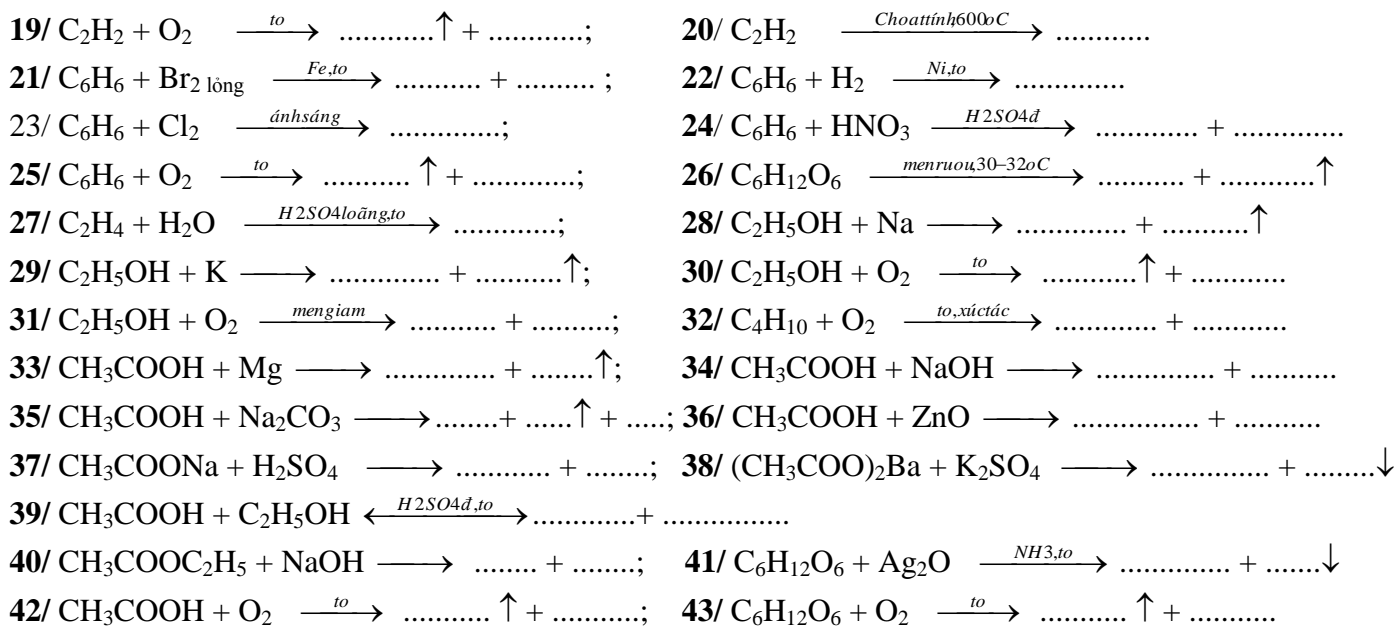 19/ C₂H₂ + O₂ —to→ ............↑ + ............; 20/ C₂H₂ —Choattính,600oC→ ............
21/ C₆H₆ + Br₂ lỏng —Fe,to→ ........... + .......... ; 22/ C₆H₆ + H₂ —Ni,to→ ..............
23/ C₆H₆ + Cl₂ —ánhsáng→ ..............; 24/ C₆H₆ + HNO₃ —H2SO4đ→ ............. + ..............
25/ C₆H₆ + O₂ —to→ ........... ↑ + .............; 26/ C₆H₁₂O₆ —menruou,30–32oC→ ........... + ............↑
27/ C₂H₄ + H₂O —H2SO4loãng,to→ .............; 28/ C₂H₅OH + Na ⟶ .............. + ...........↑
29/ C₂H₅OH + K ⟶ .............. + ...........↑; 30/ C₂H₅OH + O₂ —to→ ............↑ + ............
31/ C₂H₅OH + O₂ —mengiam→ ........... + ..........; 32/ C₄H₁₀ + O₂ —to,xúctác→ ............. + ............
33/ CH₃COOH + Mg ⟶ .............. + ........↑; 34/ CH₃COOH + NaOH ⟶ ............... + ...........
35/ CH₃COOH + Na₂CO₃ ⟶ ........+ ......↑ + .....; 36/ CH₃COOH + ZnO ⟶ ................ + ...........
37/ CH₃COONa + H₂SO₄ ⟶ ............ + ........; 38/ (CH₃COO)₂Ba + K₂SO₄ ⟶ ............... + .........↓
39/ CH₃COOH + C₂H₅OH ←H2SO4đ,to→ .............+ ................
40/ CH₃COOC₂H₅ + NaOH ⟶ ........ + ........; 41/ C₆H₁₂O₆ + Ag₂O —NH3,to→ .............. + .......↓
42/ CH₃COOH + O₂ —to→ .......... ↑ + ...........; 43/ C₆H₁₂O₆ + O₂ —to→ ........... ↑ + ...........